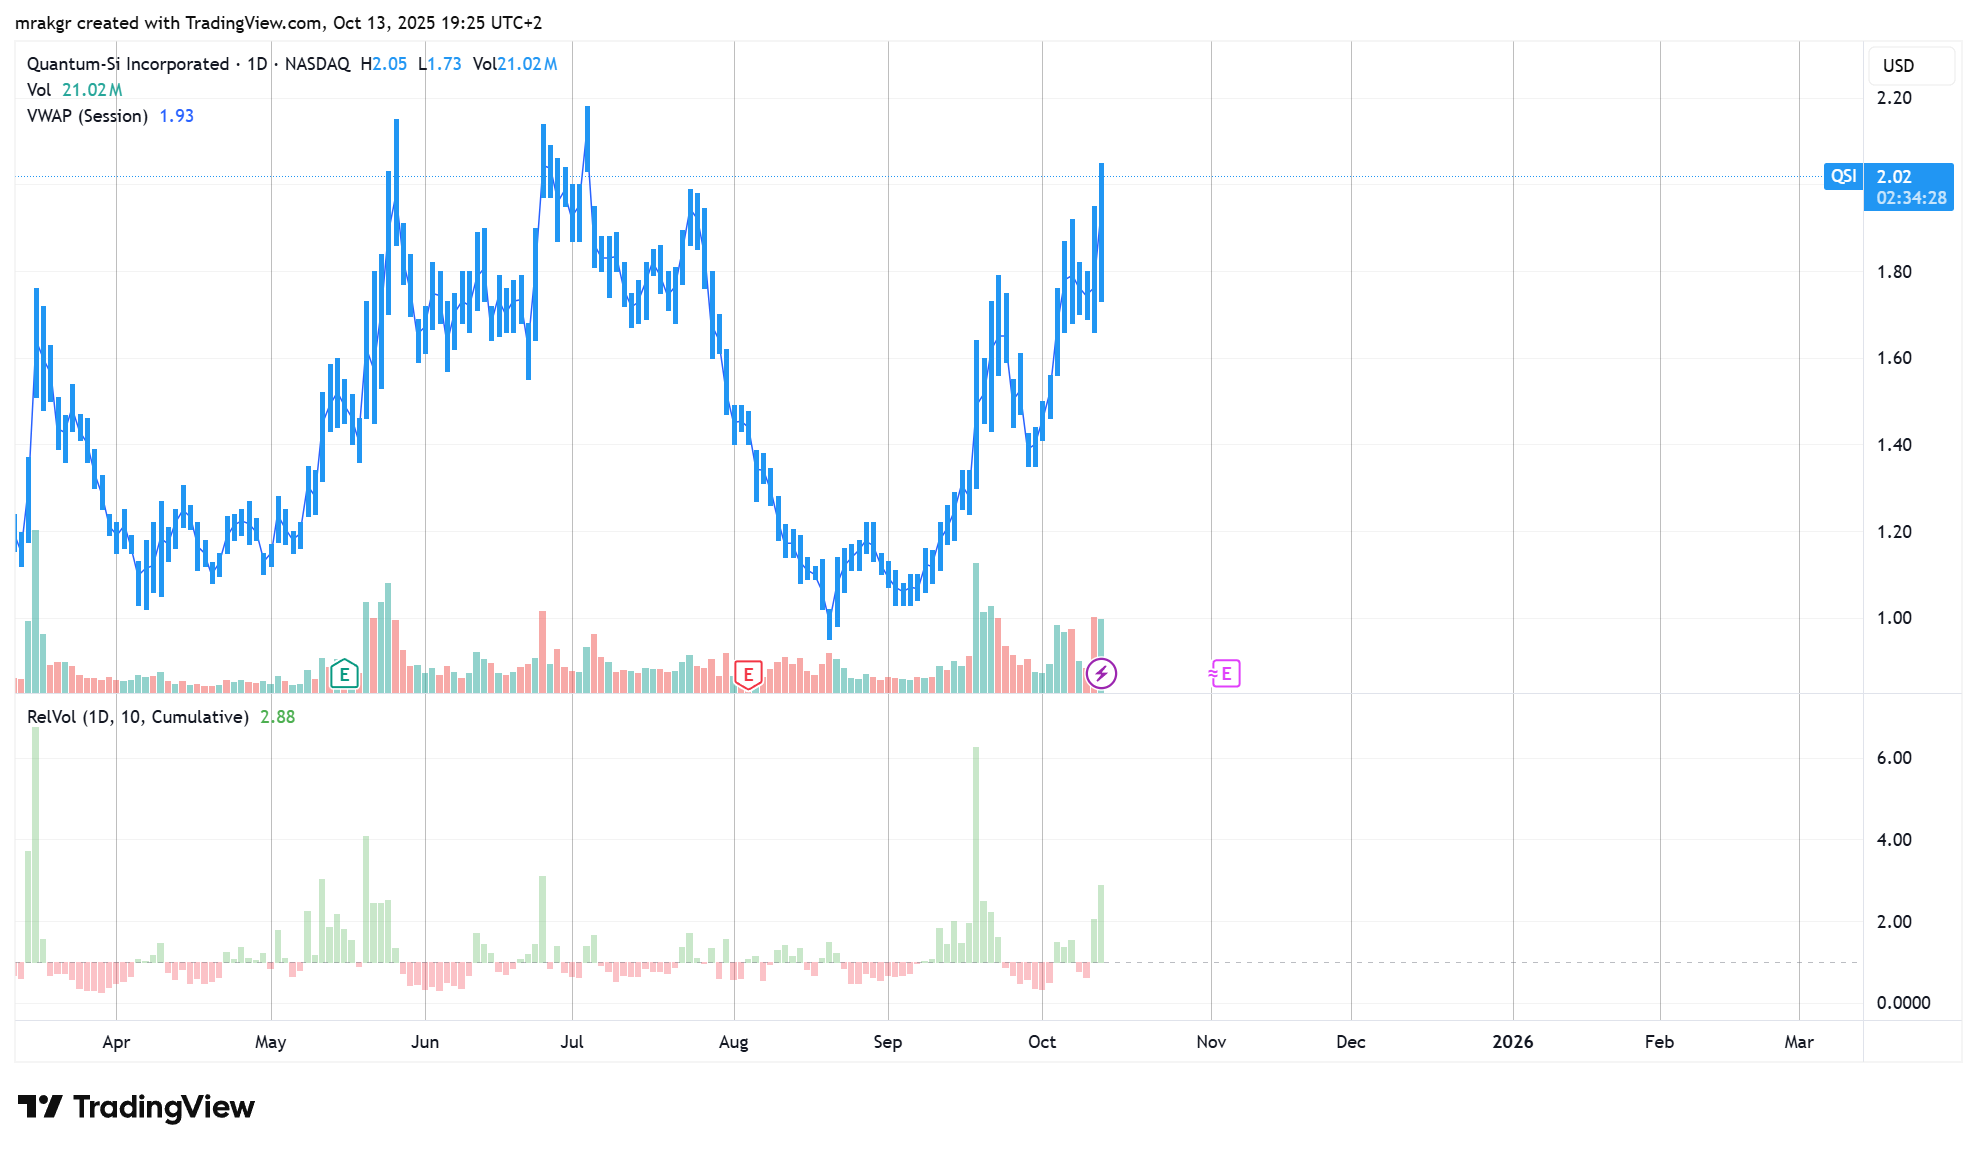 mrakgr created with TradingView.com, Oct 13, 2025 19:25 UTC+2
Quantum-Si Incorporated · 1D · NASDAQ H2.05 L1.73 Vol21.02M
Vol 21.02M
VWAP (Session) 1.93
USD
2.20
QSI 2.02
02:34:28
1.80
1.60
1.40
1.20
1.00
E
E
≈E
RelVol (1D, 10, Cumulative) 2.88
6.00
4.00
2.00
0.0000
Apr May Jun Jul Aug Sep Oct Nov Dec 2026 Feb Mar
TradingView